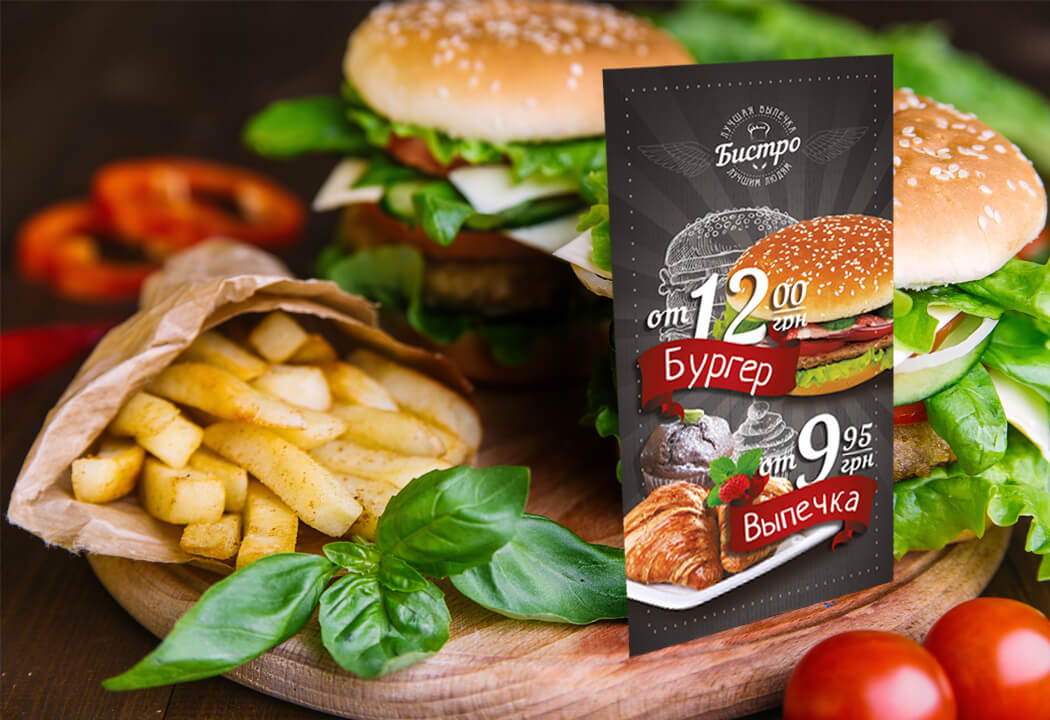 ЛУЧШАЯ ВЫПЕЧКА
Бистро
ЛУЧШИМ ЛЮДЯМ
от 12 00 грн
Бургер
от 9 95 грн.
Выпечка